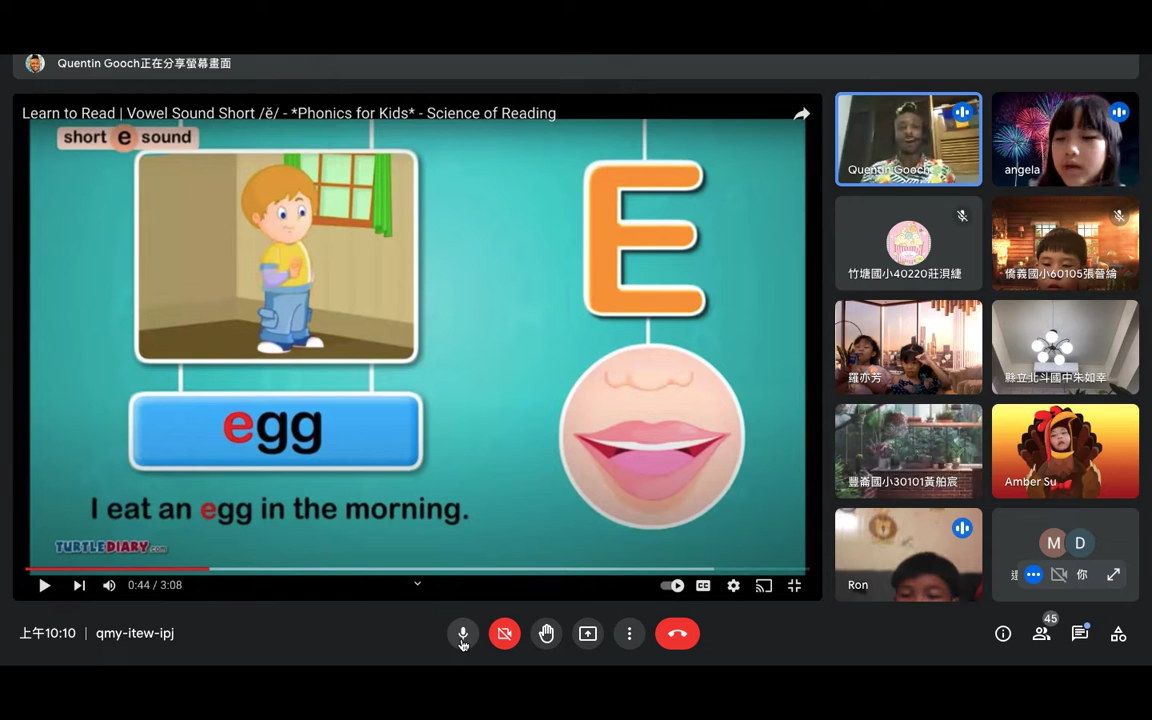 Quentin Gooch正在分享螢幕畫面
Learn to Read | Vowel Sound Short /ĕ/ - *Phonics for Kids* - Science of Reading
short e sound
E
egg
I eat an egg in the morning.
TURTLEDIARY.com
0:44 / 3:08
Quentin Gooch
angela
竹塘國小40220莊浿緁
僑義國小60105張晉綸
羅亦芳
縣立北斗國中朱如幸
豐崙國小30101黃舶宸
Amber Su
Ron
M
D
你
上午10:10 | qmy-itew-ipj
45